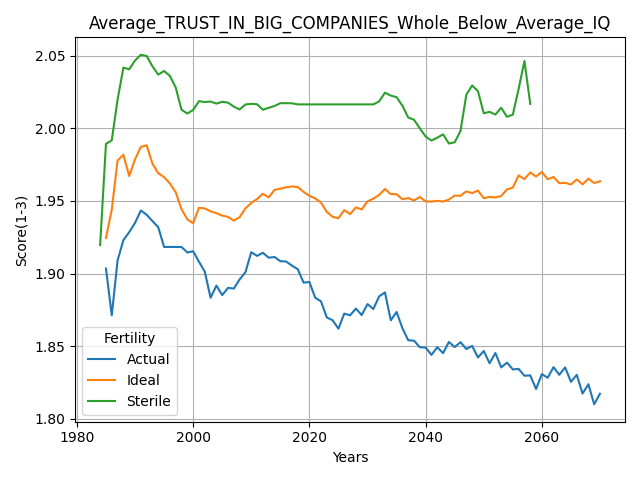 Average_TRUST_IN_BIG_COMPANIES_Whole_Below_Average_IQ
Score(1-3)
2.05
2.00
1.95
1.90
1.85
1.80
Fertility
Actual
Ideal
Sterile
1980 2000 2020 2040 2060
Years